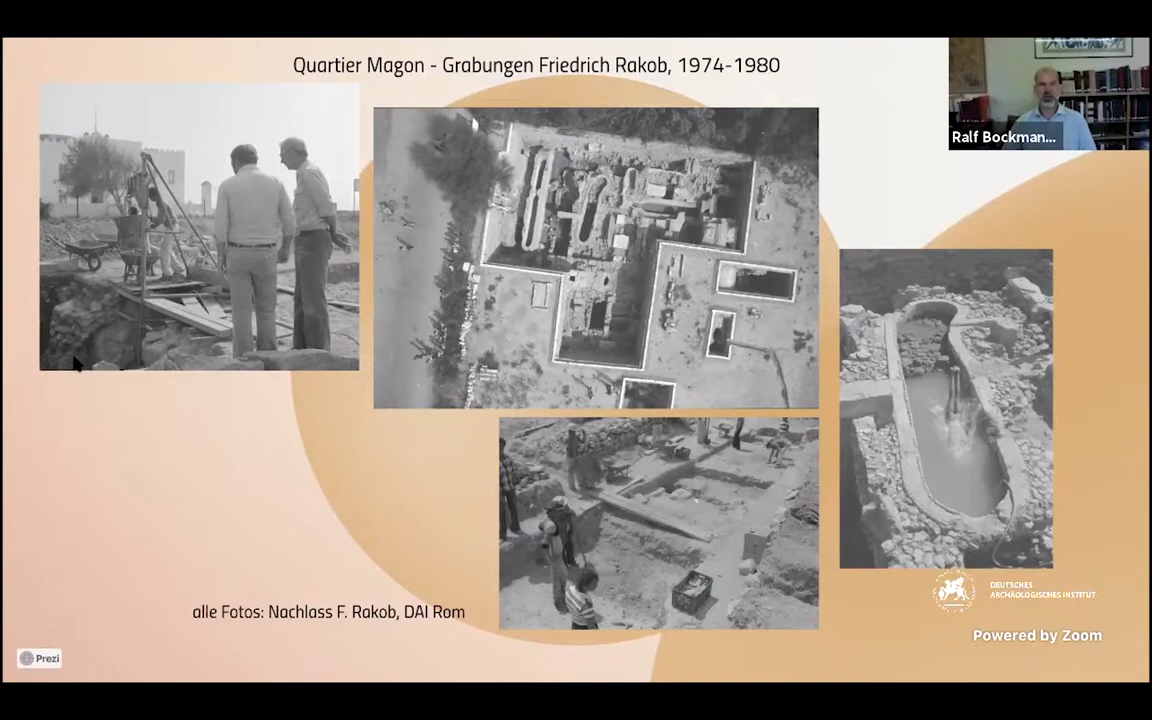 Quartier Magon - Grabungen Friedrich Rakob, 1974-1980
Ralf Bockman...
alle Fotos: Nachlass F. Rakob, DAI Rom
DEUTSCHES
ARCHÄOLOGISCHES INSTITUT
Powered by Zoom
Prezi